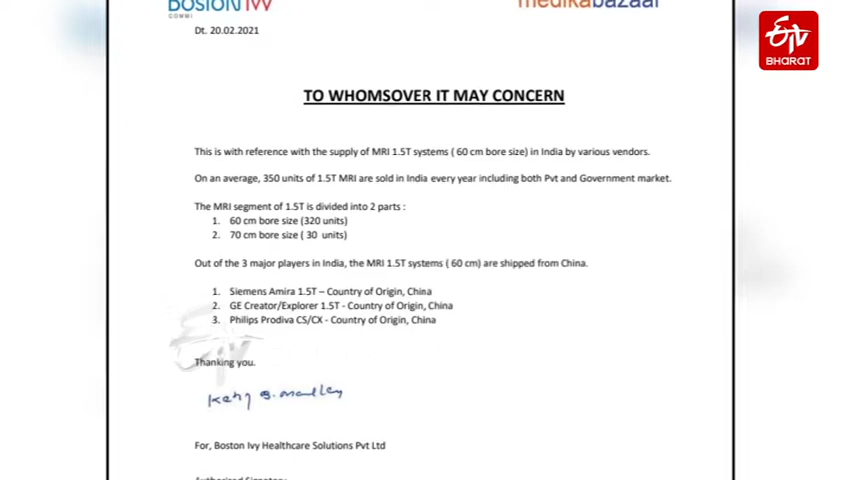 BOSTON IVY
COMMI
medikabazaar
ETV
BHARAT
Dt. 20.02.2021
TO WHOMSOVER IT MAY CONCERN
This is with reference with the supply of MRI 1.5T systems ( 60 cm bore size) in India by various vendors.
On an average, 350 units of 1.5T MRI are sold in India every year including both Pvt and Government market.
The MRI segment of 1.5T is divided into 2 parts :
1. 60 cm bore size (320 units)
2. 70 cm bore size ( 30 units)
Out of the 3 major players in India, the MRI 1.5T systems ( 60 cm) are shipped from China.
1. Siemens Amira 1.5T – Country of Origin, China
2. GE Creator/Explorer 1.5T - Country of Origin, China
3. Philips Prodiva CS/CX - Country of Origin, China
Thanking you.
For, Boston Ivy Healthcare Solutions Pvt Ltd
Authorised Signatory